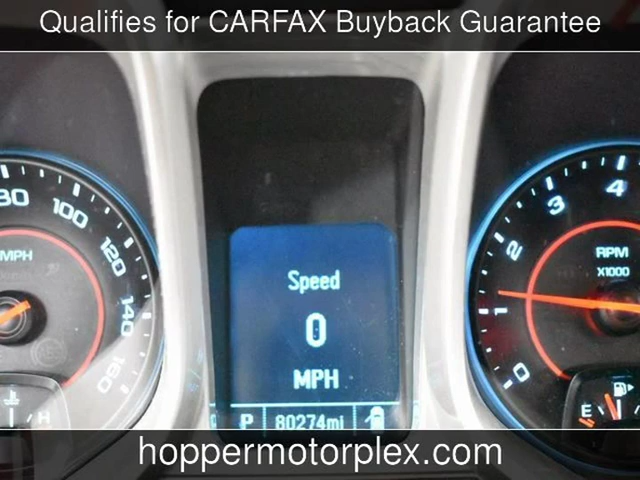 Qualifies for CARFAX Buyback Guarantee
80 100 120 140 160
MPH
H
Speed
0
MPH
P 80274mi
0 1 2 3 4
RPM
X1000
E
hoppermotorplex.com